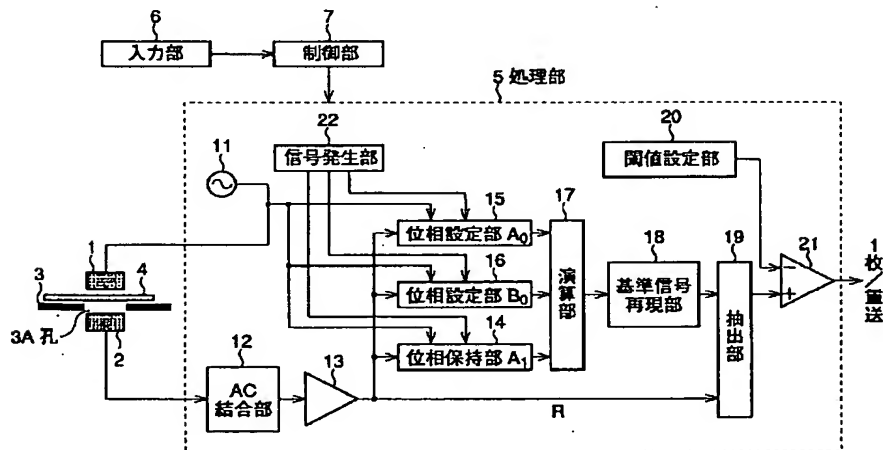 6
入力部
7
制御部
5 処理部
22
信号発生部
11
20
閾値設定部
15
位相設定部 A0
16
位相設定部 B0
14
位相保持部 A1
17
演算部
18
基準信号
再現部
19
抽出部
21
−
+
1枚/重送
1
3
4
3A 孔
2
12
AC
結合部
13
R